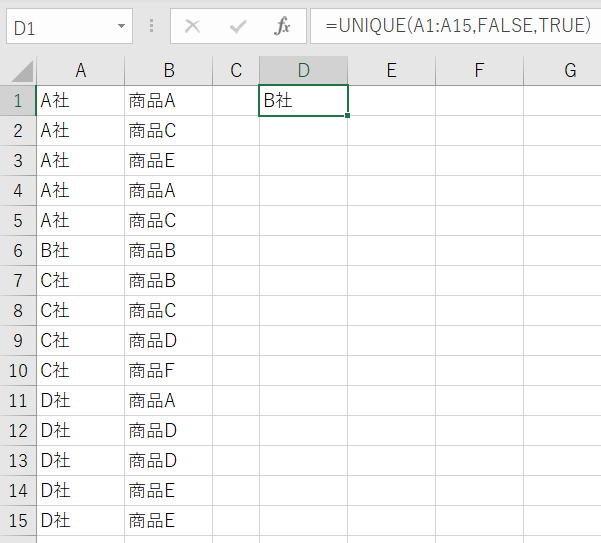 D1 fx =UNIQUE(A1:A15,FALSE,TRUE)
A B C D E F G
1 A社 商品A B社
2 A社 商品C
3 A社 商品E
4 A社 商品A
5 A社 商品C
6 B社 商品B
7 C社 商品B
8 C社 商品C
9 C社 商品D
10 C社 商品F
11 D社 商品A
12 D社 商品D
13 D社 商品D
14 D社 商品E
15 D社 商品E